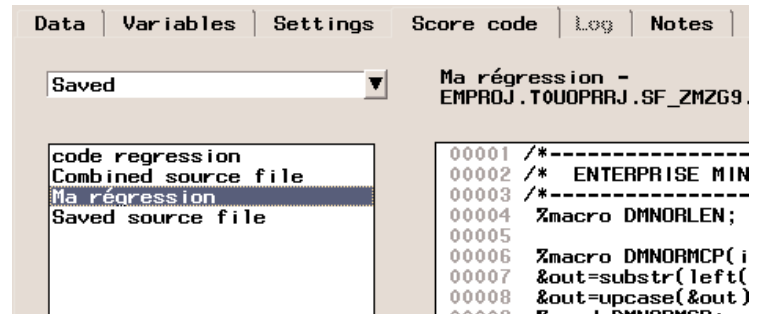 Data Variables Settings Score code Log Notes
Saved
Ma régression -
EMPROJ.T0UOPRRJ.SF_ZMZG9.
code regression
Combined source file
Ma régression
Saved source file
00001 /*-----------------
00002 /* ENTERPRISE MIN
00003 /*-----------------
00004 %macro DMNORLEN;
00005
00006 %macro DMNORMCP(i
00007 &out=substr(left(
00008 &out=upcase(&out)